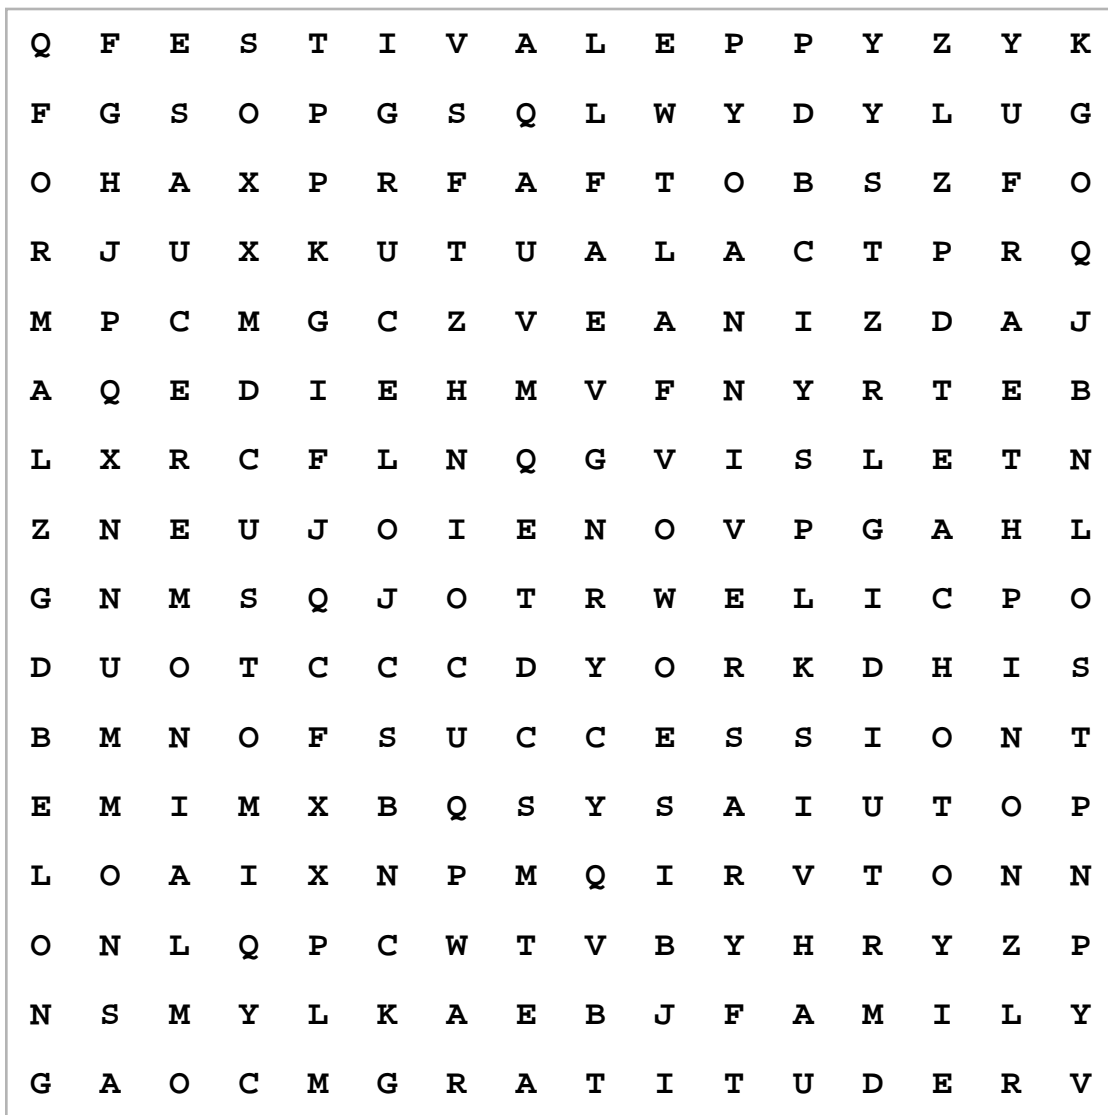 Q F E S T I V A L E P P Y Z Y K
F G S O P G S Q L W Y D Y L U G
O H A X P R F A F T O B S Z F O
R J U X K U T U A L A C T P R Q
M P C M G C Z V E A N I Z D A J
A Q E D I E H M V F N Y R T E B
L X R C F L N Q G V I S L E T N
Z N E U J O I E N O V P G A H L
G N M S Q J O T R W E L I C P O
D U O T C C C D Y O R K D H I S
B M N O F S U C C E S S I O N T
E M I M X B Q S Y S A I U T O P
L O A I X N P M Q I R V T O N N
O N L Q P C W T V B Y H R Y Z P
N S M Y L K A E B J F A M I L Y
G A O C M G R A T I T U D E R V